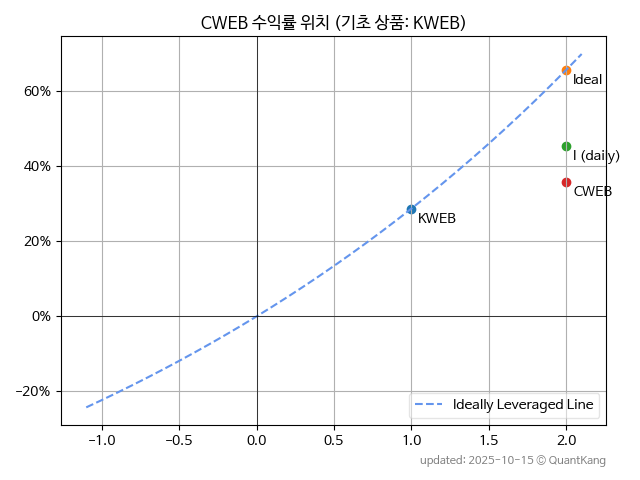 CWEB 수익률 위치 (기초 상품: KWEB)
60%
40%
20%
0%
−20%
Ideal
I (daily)
CWEB
KWEB
Ideally Leveraged Line
−1.0 −0.5 0.0 0.5 1.0 1.5 2.0
updated: 2025-10-15 © QuantKang